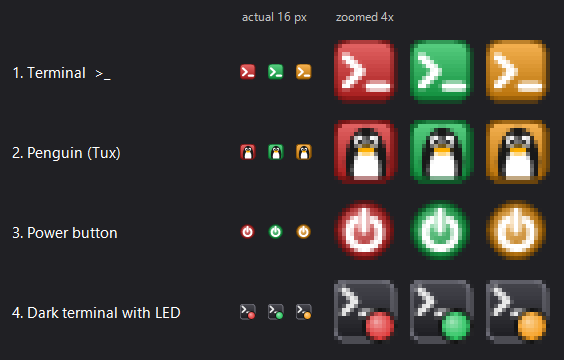 actual 16 px zoomed 4x
1. Terminal >_
2. Penguin (Tux)
3. Power button
4. Dark terminal with LED